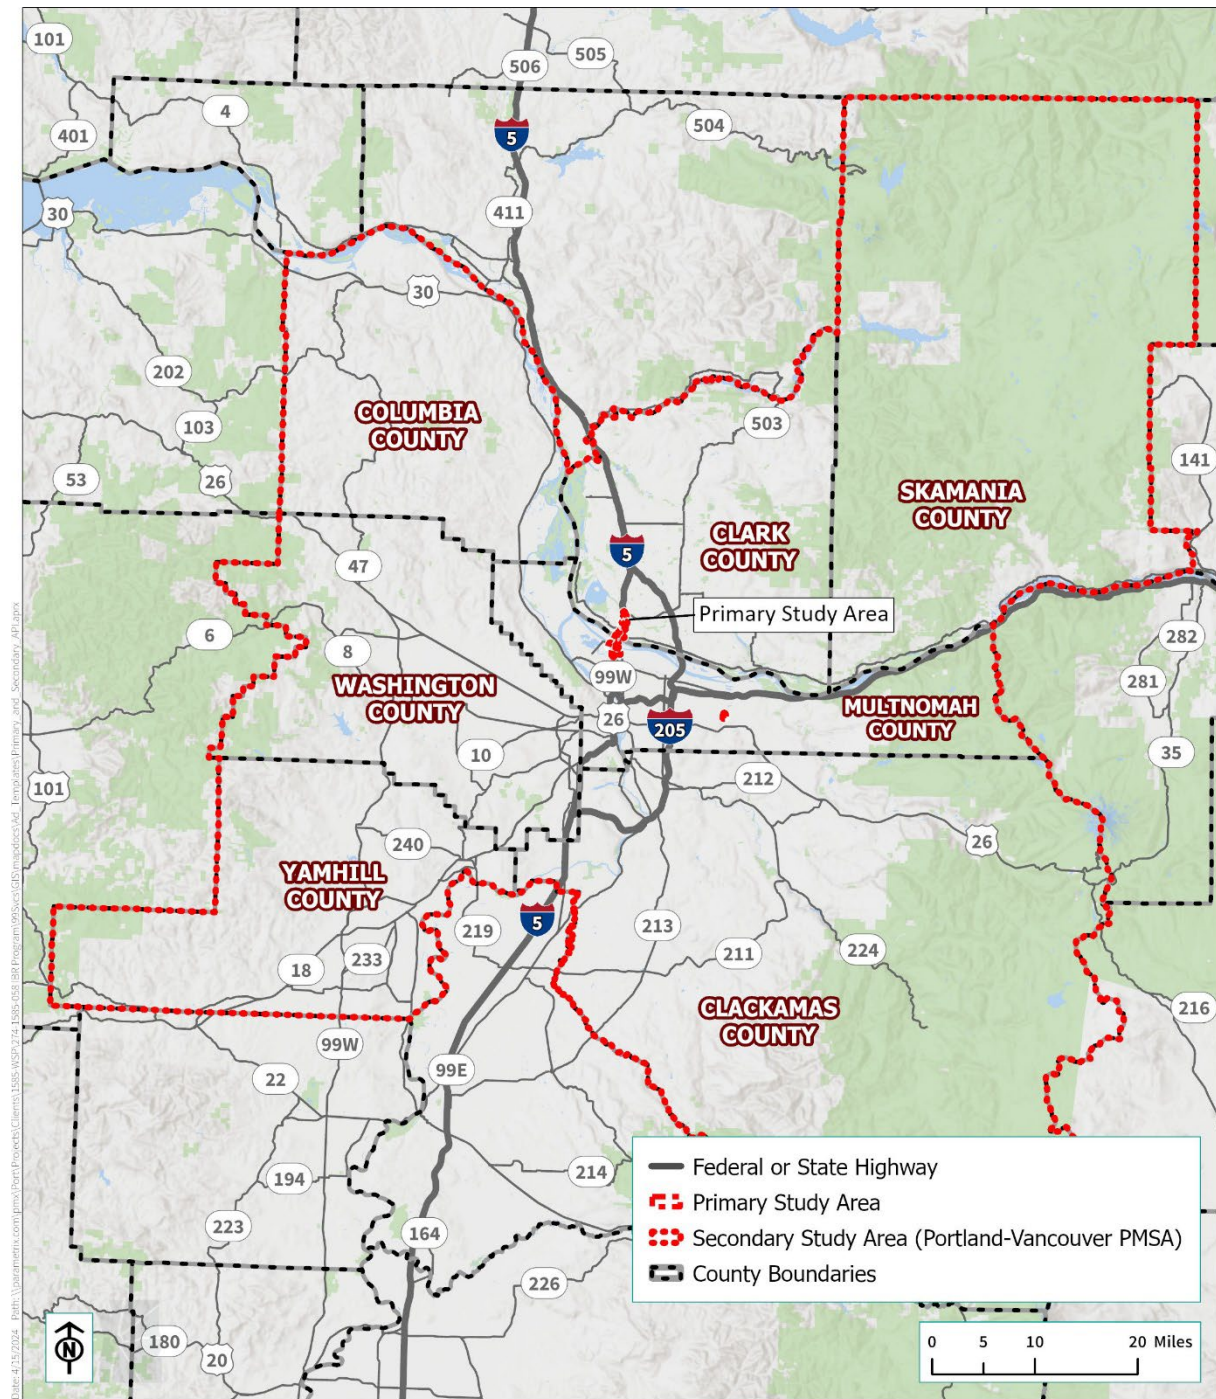 101
505
506
4
5
504
401
411
30
30
202
COLUMBIA
COUNTY
503
103
53
26
141
SKAMANIA
COUNTY
CLARK
COUNTY
5
47
Primary Study Area
6
8
282
99W
281
WASHINGTON
COUNTY
MULTNOMAH
COUNTY
26
205
10
35
101
212
240
26
YAMHILL
COUNTY
219
5
213
211
224
18
233
CLACKAMAS
COUNTY
216
99W
99E
22
214
194
223
164
226
180
20
Federal or State Highway
Primary Study Area
Secondary Study Area (Portland-Vancouver PMSA)
County Boundaries
N
0 5 10 20 Miles